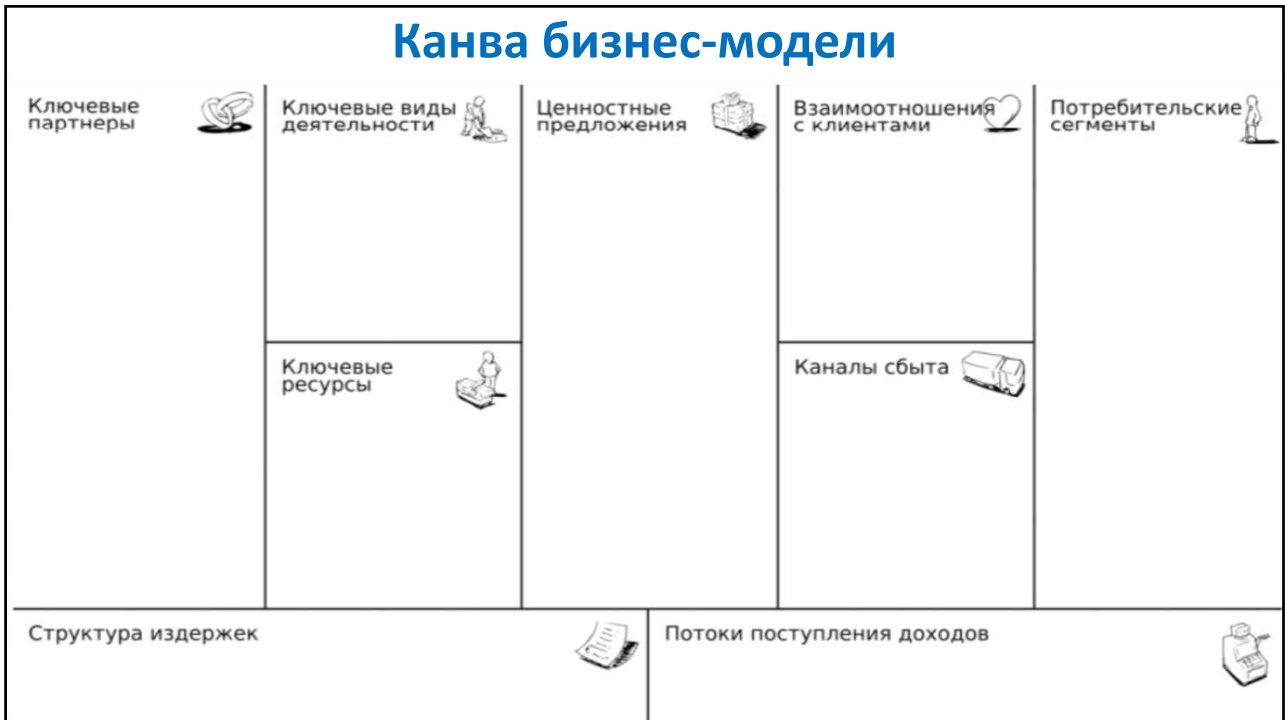 Канва бизнес-модели
Ключевые
партнеры
Ключевые виды
деятельности
Ценностные
предложения
Взаимоотношения
с клиентами
Потребительские
сегменты
Ключевые
ресурсы
Каналы сбыта
Структура издержек
Потоки поступления доходов